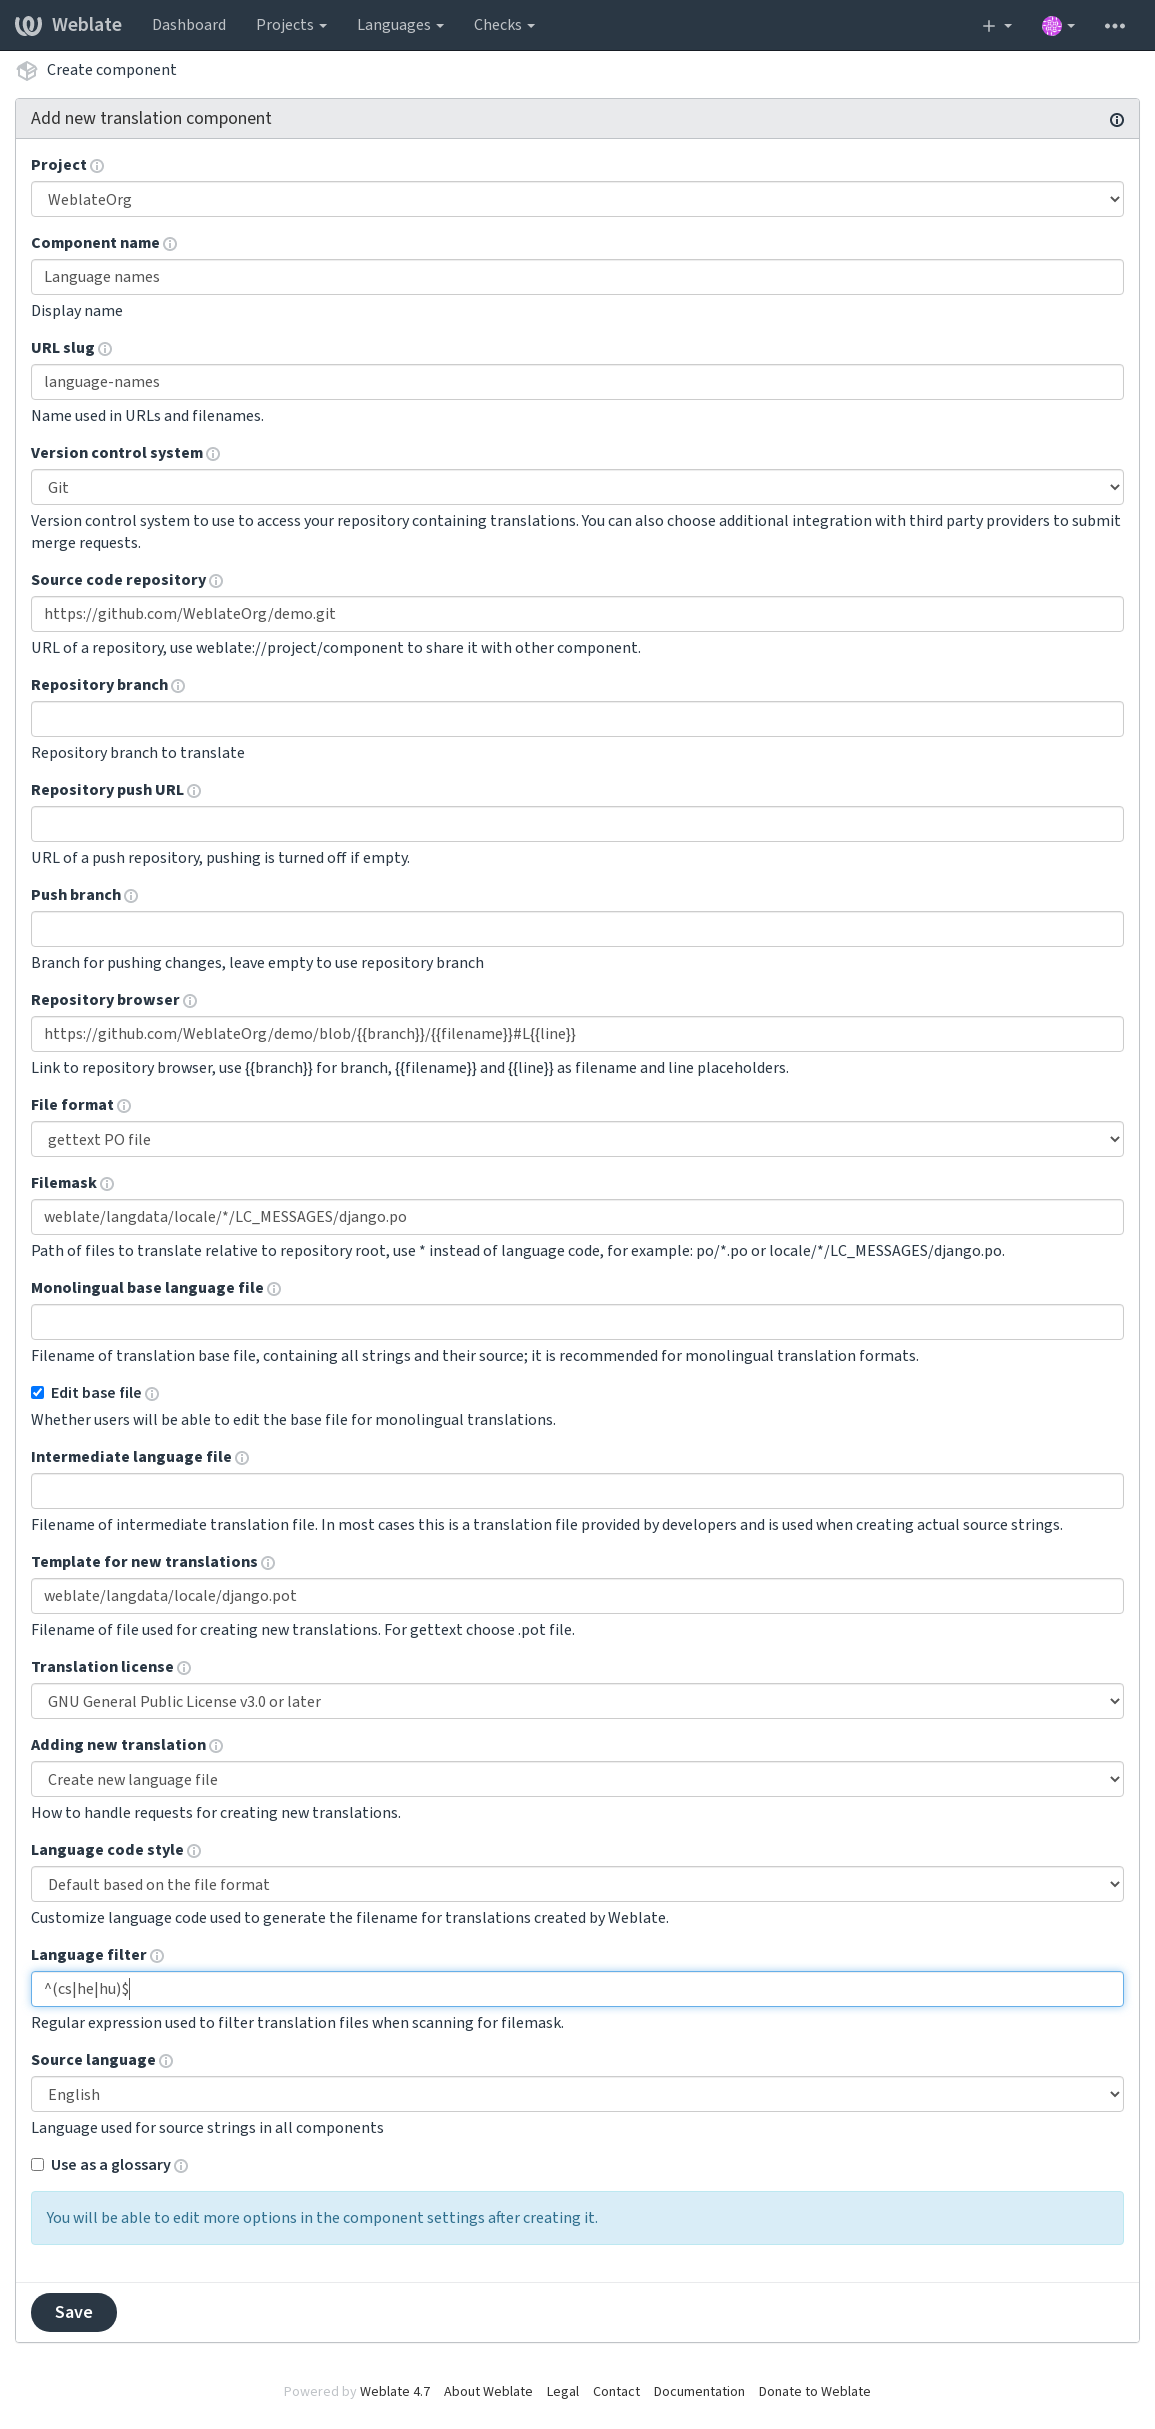 Weblate Dashboard Projects Languages Checks
Create component
Add new translation component
Project
WeblateOrg
Component name
Language names
Display name
URL slug
language-names
Name used in URLs and filenames.
Version control system
Git
Version control system to use to access your repository containing translations. You can also choose additional integration with third party providers to submit
merge requests.
Source code repository
https://github.com/WeblateOrg/demo.git
URL of a repository, use weblate://project/component to share it with other component.
Repository branch
Repository branch to translate
Repository push URL
URL of a push repository, pushing is turned off if empty.
Push branch
Branch for pushing changes, leave empty to use repository branch
Repository browser
https://github.com/WeblateOrg/demo/blob/{{branch}}/{{filename}}#L{{line}}
Link to repository browser, use {{branch}} for branch, {{filename}} and {{line}} as filename and line placeholders.
File format
gettext PO file
Filemask
weblate/langdata/locale/*/LC_MESSAGES/django.po
Path of files to translate relative to repository root, use * instead of language code, for example: po/*.po or locale/*/LC_MESSAGES/django.po.
Monolingual base language file
Filename of translation base file, containing all strings and their source; it is recommended for monolingual translation formats.
Edit base file
Whether users will be able to edit the base file for monolingual translations.
Intermediate language file
Filename of intermediate translation file. In most cases this is a translation file provided by developers and is used when creating actual source strings.
Template for new translations
weblate/langdata/locale/django.pot
Filename of file used for creating new translations. For gettext choose .pot file.
Translation license
GNU General Public License v3.0 or later
Adding new translation
Create new language file
How to handle requests for creating new translations.
Language code style
Default based on the file format
Customize language code used to generate the filename for translations created by Weblate.
Language filter
^(cs|he|hu)$
Regular expression used to filter translation files when scanning for filemask.
Source language
English
Language used for source strings in all components
Use as a glossary
You will be able to edit more options in the component settings after creating it.
Save
Powered by Weblate 4.7 About Weblate Legal Contact Documentation Donate to Weblate